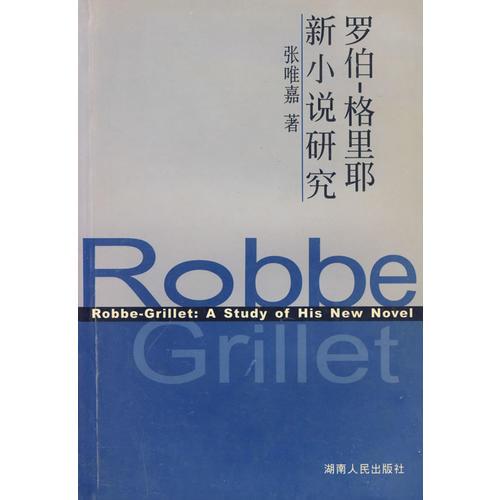 罗伯-格里耶
新小说研究
张唯嘉 著
Robbe
Robbe-Grillet: A Study of His New Novel
Grillet
湖南人民出版社